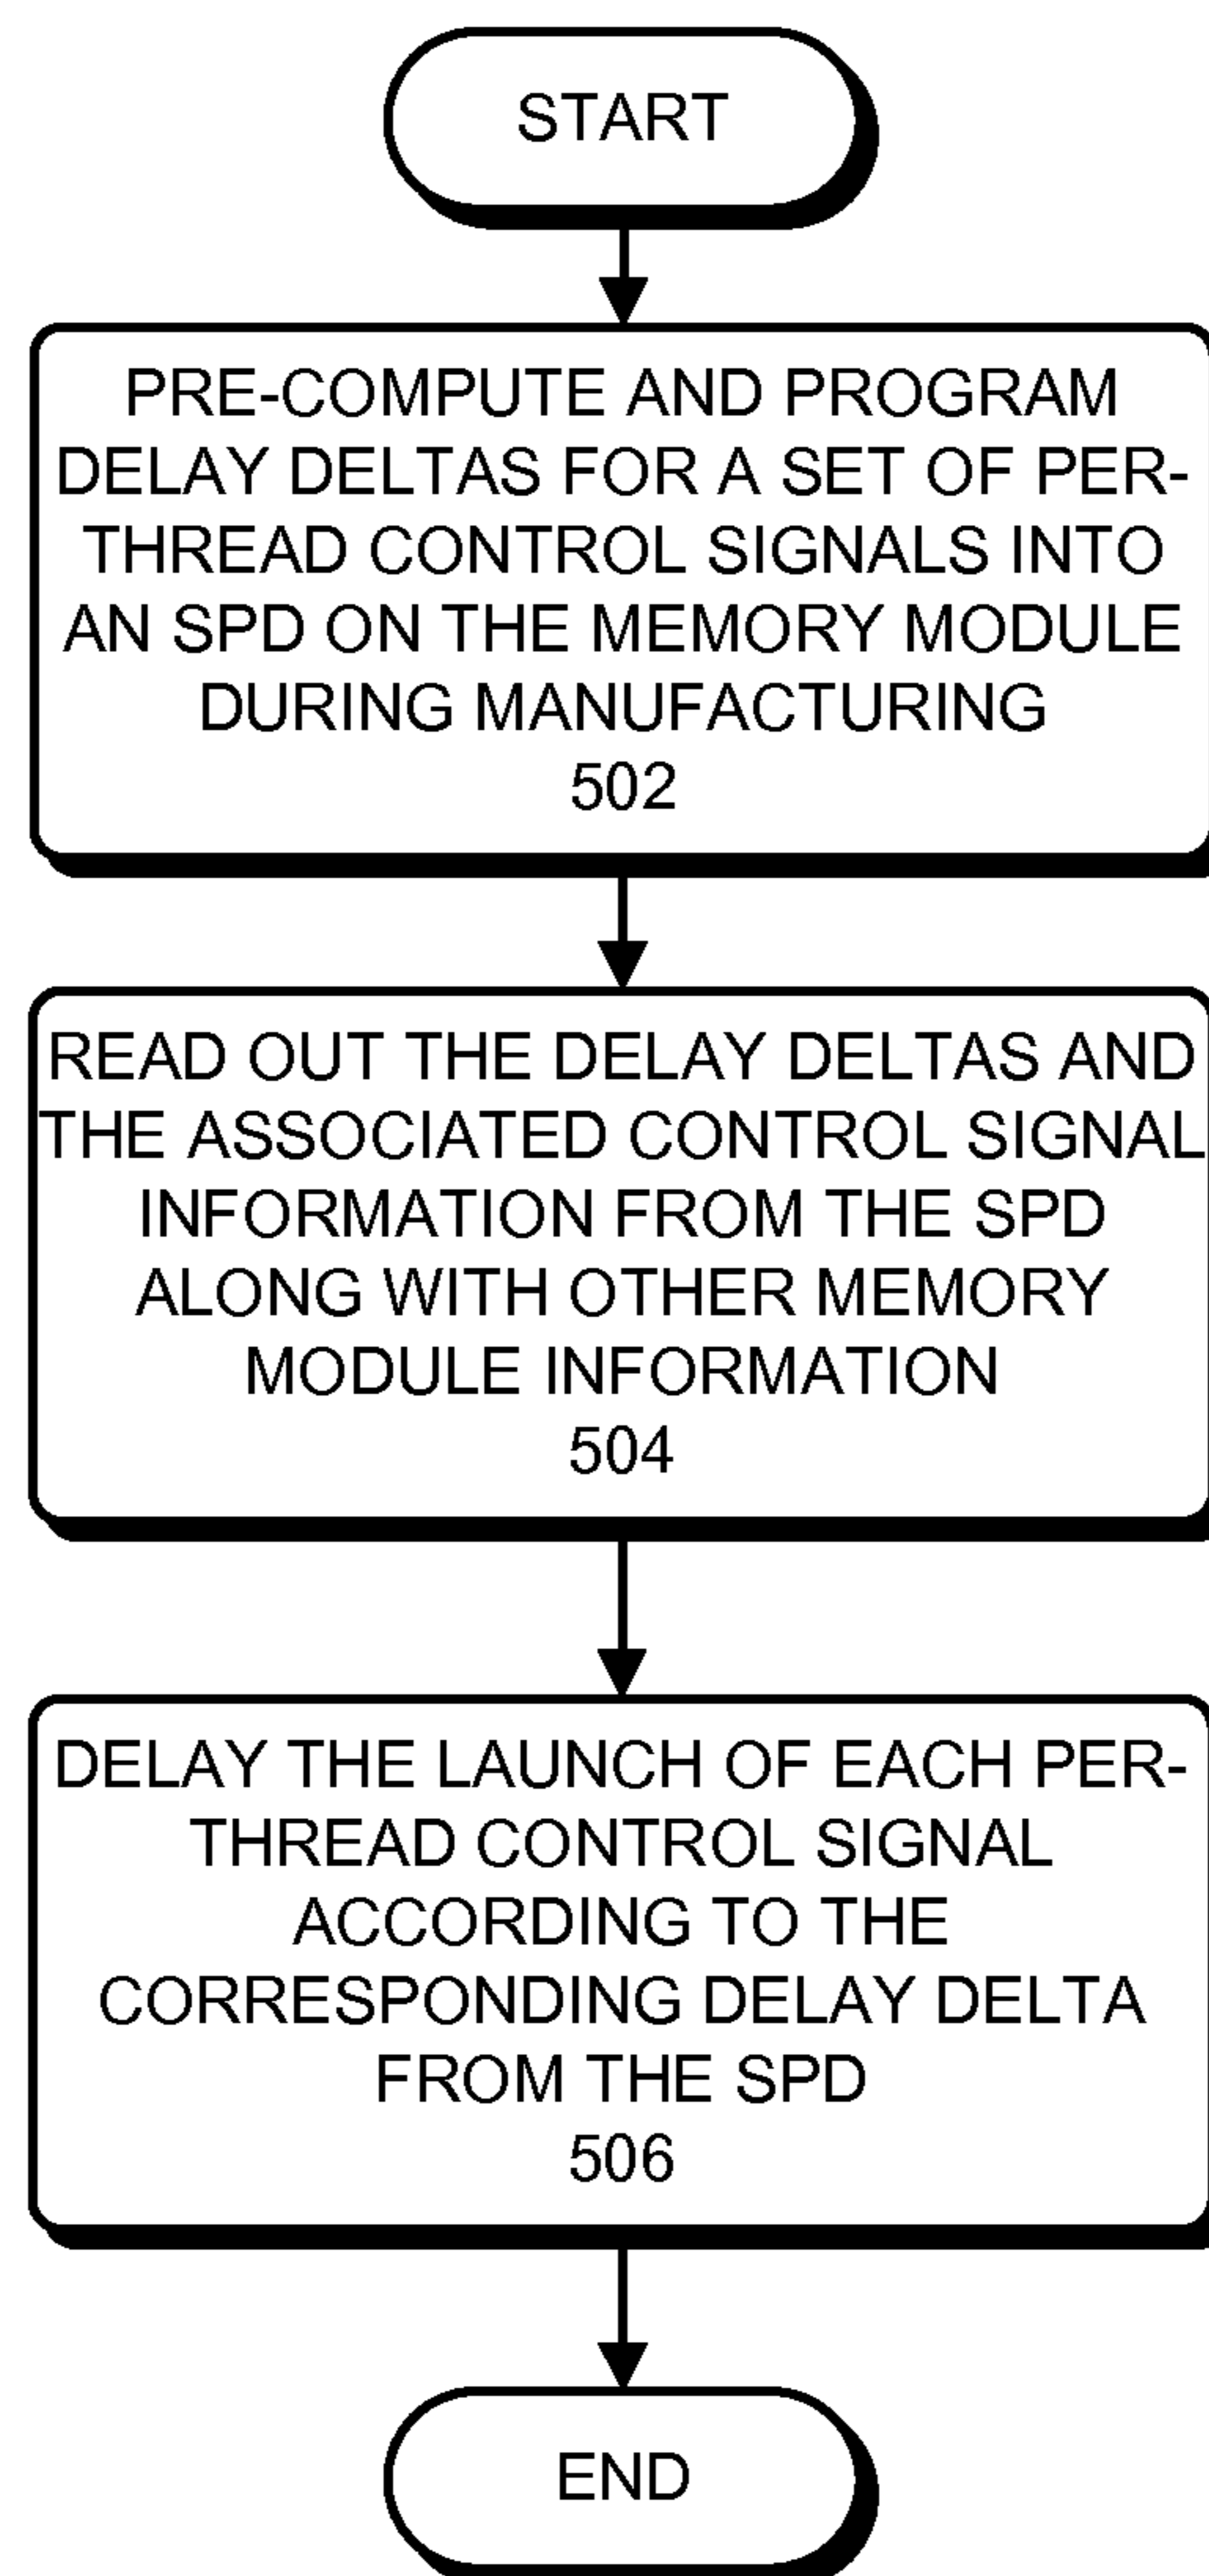 START
PRE-COMPUTE AND PROGRAM
DELAY DELTAS FOR A SET OF PER-
THREAD CONTROL SIGNALS INTO
AN SPD ON THE MEMORY MODULE
DURING MANUFACTURING
502
READ OUT THE DELAY DELTAS AND
THE ASSOCIATED CONTROL SIGNAL
INFORMATION FROM THE SPD
ALONG WITH OTHER MEMORY
MODULE INFORMATION
504
DELAY THE LAUNCH OF EACH PER-
THREAD CONTROL SIGNAL
ACCORDING TO THE
CORRESPONDING DELAY DELTA
FROM THE SPD
506
END